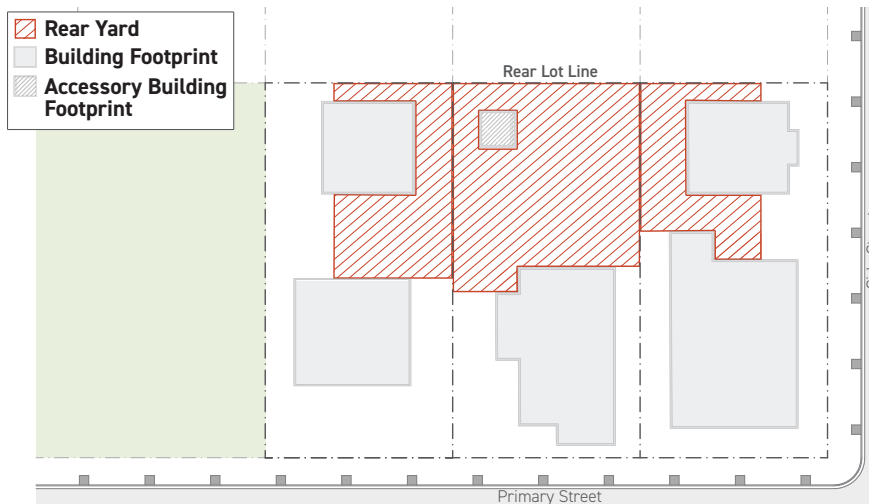 Rear Yard
Building Footprint
Accessory Building
Footprint
Rear Lot Line
Primary Street